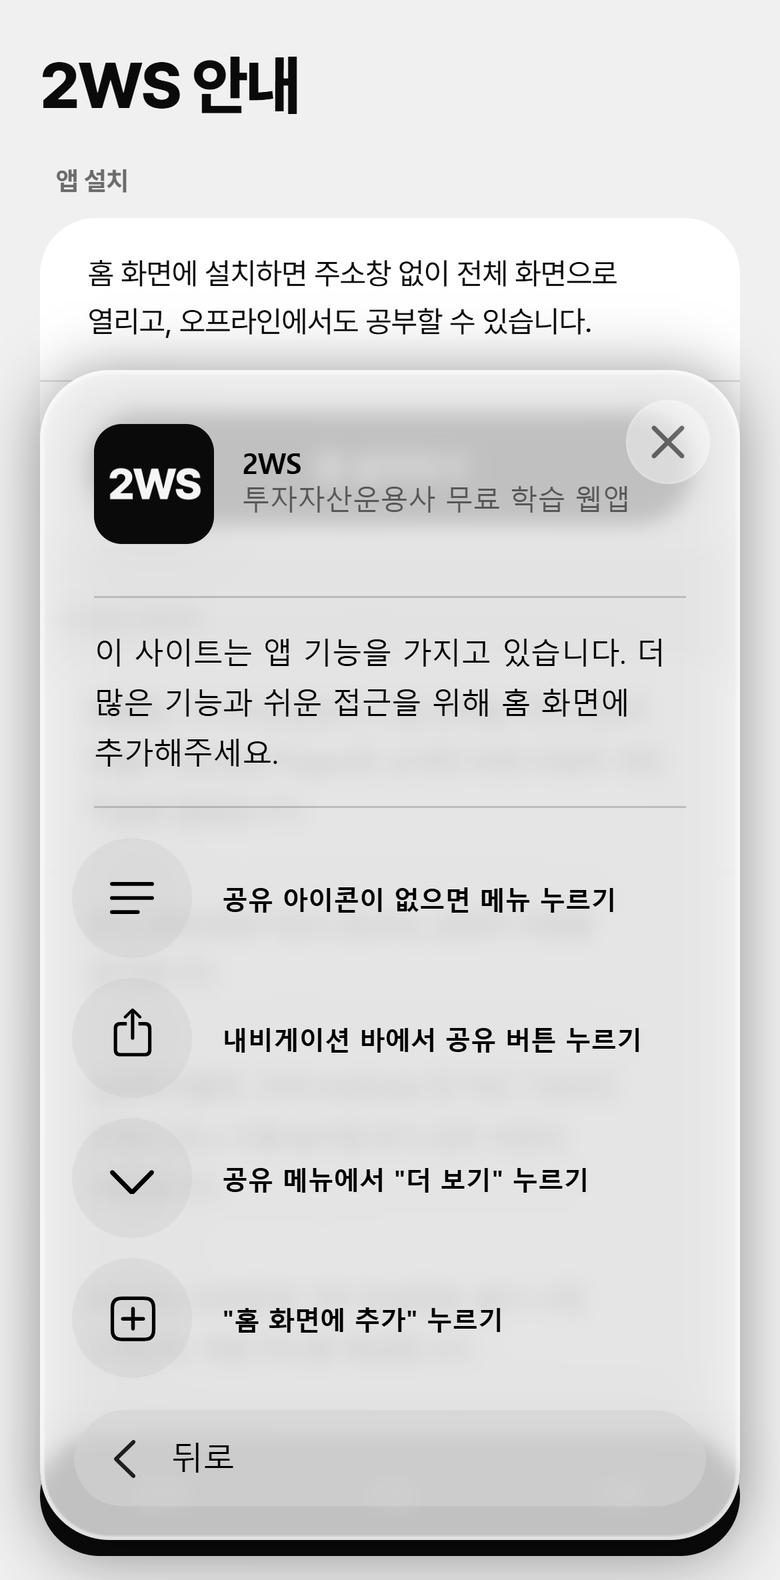 2WS 안내
앱 설치
홈 화면에 설치하면 주소창 없이 전체 화면으로
열리고, 오프라인에서도 공부할 수 있습니다.
2WS
2WS
투자자산운용사 무료 학습 웹앱
이 사이트는 앱 기능을 가지고 있습니다. 더
많은 기능과 쉬운 접근을 위해 홈 화면에
추가해주세요.
공유 아이콘이 없으면 메뉴 누르기
내비게이션 바에서 공유 버튼 누르기
공유 메뉴에서 "더 보기" 누르기
"홈 화면에 추가" 누르기
뒤로